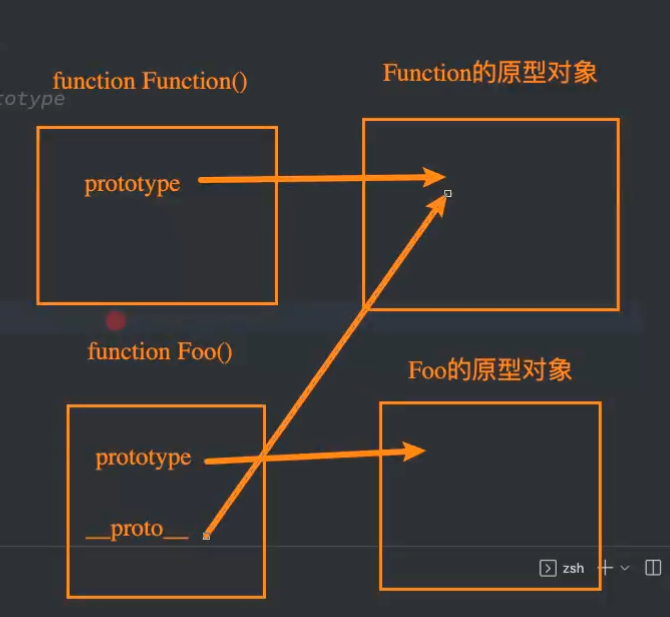 function Function()
Function的原型对象
rotype
prototype
function Foo()
Foo的原型对象
prototype
__proto__
zsh